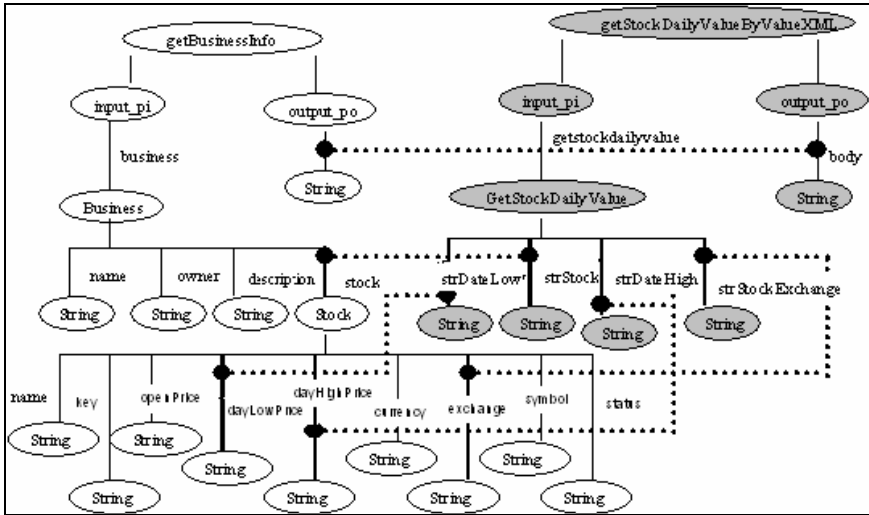 getStockDailyValueByValueXML
getBusinessInfo
input_pi
output_po
input_pi
output_po
business
getstockdailyvalue
body
String
String
Business
GetStockDailyValue
name
owner
description
stock
strDateLow
strStock
strDateHigh
strStockExchange
String
String
String
Stock
String
String
String
String
name
key
openPrice
dayLowPrice
dayHighPrice
currency
exchange
symbol
status
String
String
String
String
String
String
String
String
String